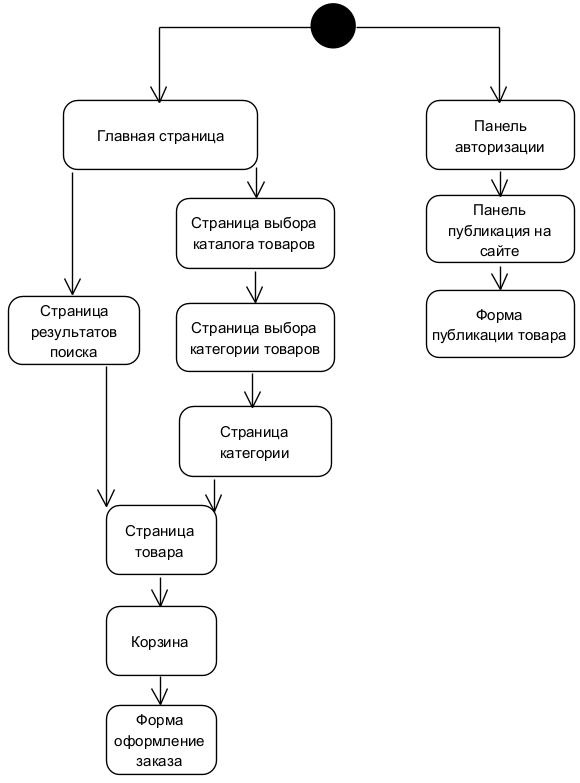 Главная страница
Панель
авторизации
Страница выбора
каталога товаров
Панель
публикация на
сайте
Страница
результатов
поиска
Страница выбора
категории товаров
Форма
публикации товара
Страница
категории
Страница
товара
Корзина
Форма
оформление
заказа